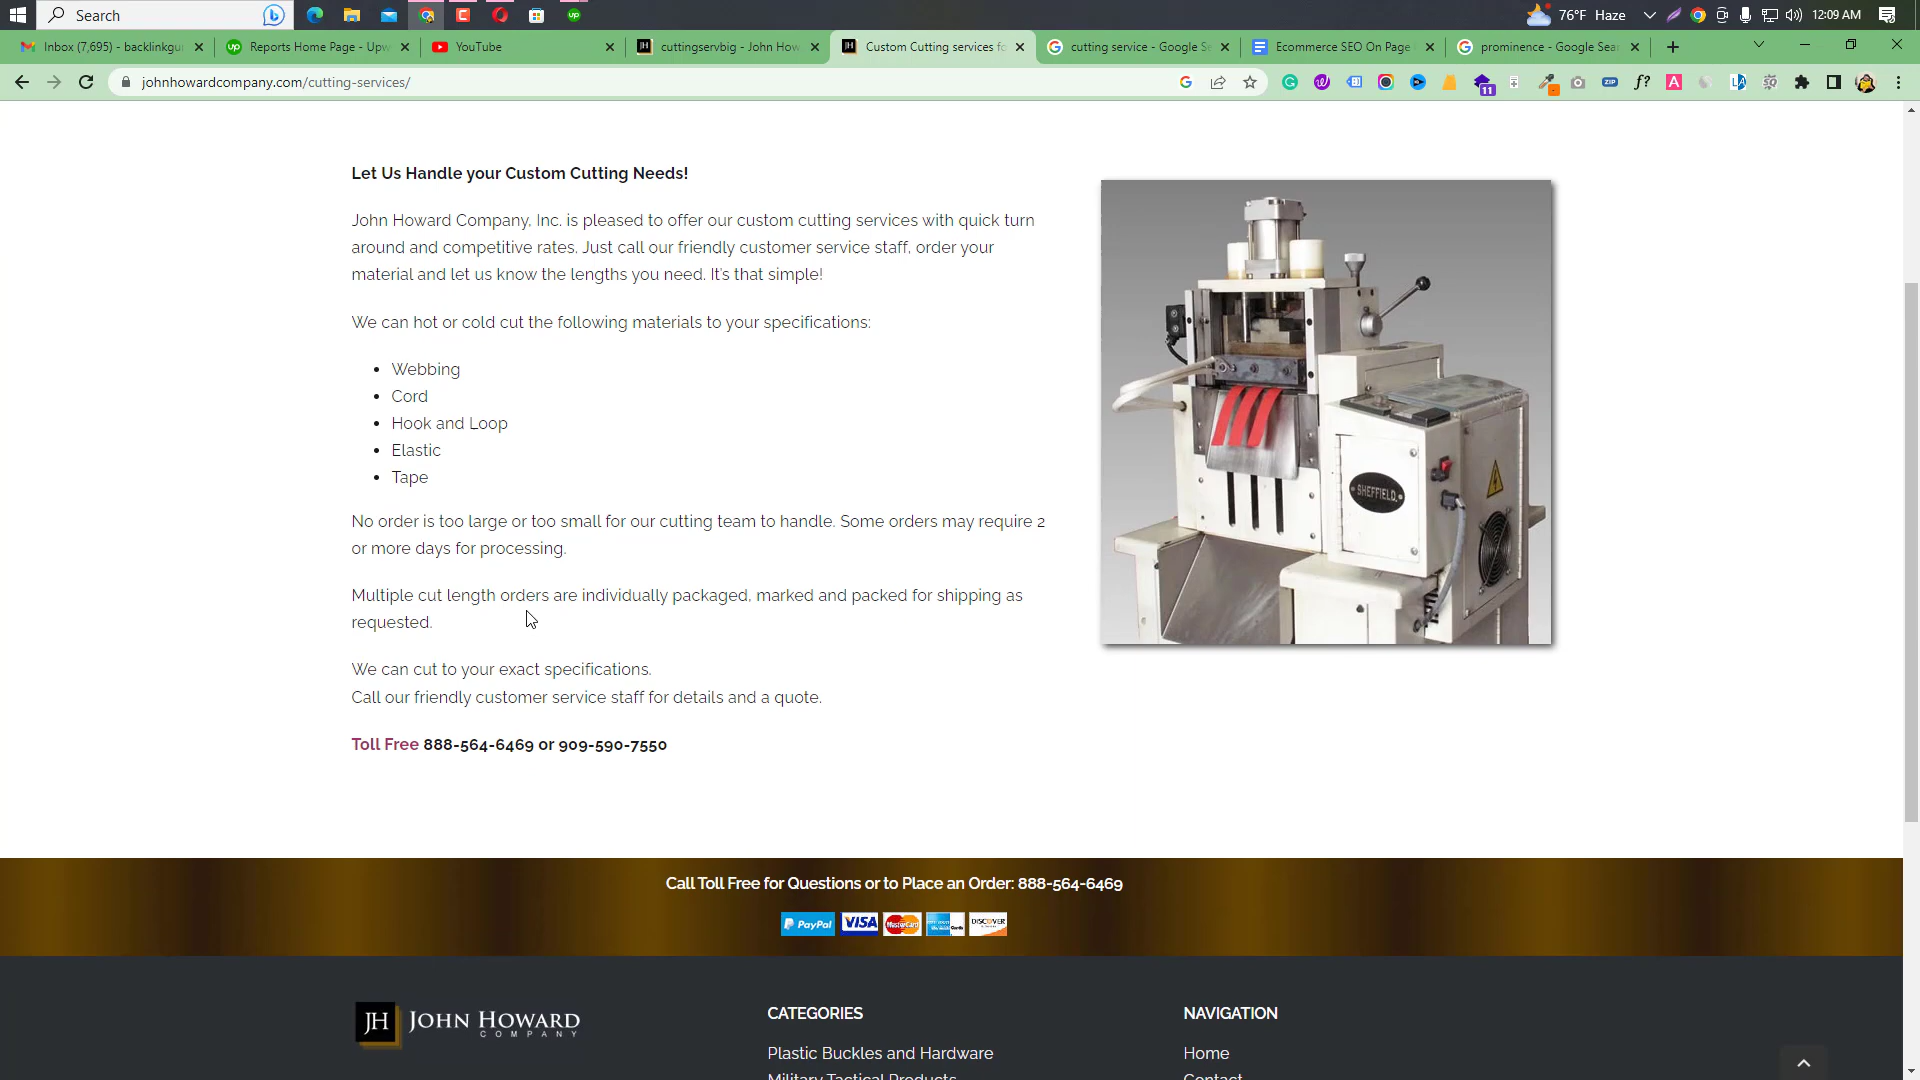 Search
76°F Haze
12:09 AM
Inbox (7,695) - backlinkgu
Reports Home Page - Upw
YouTube
cuttingservbig - John How
Custom Cutting services fo
cutting service - Google Se
Ecommerce SEO On Page
prominence - Google Sea
johnhowardcompany.com/cutting-services/
11
ZIP
f?
A
Let Us Handle your Custom Cutting Needs!
John Howard Company, Inc. is pleased to offer our custom cutting services with quick turn
around and competitive rates. Just call our friendly customer service staff, order your
material and let us know the lengths you need. It's that simple!
We can hot or cold cut the following materials to your specifications:
Webbing
Cord
Hook and Loop
Elastic
Tape
No order is too large or too small for our cutting team to handle. Some orders may require 2
or more days for processing.
Multiple cut length orders are individually packaged, marked and packed for shipping as
requested.
We can cut to your exact specifications.
Call our friendly customer service staff for details and a quote.
Toll Free 888-564-6469 or 909-590-7550
SHEFFIELD.
Call Toll Free for Questions or to Place an Order: 888-564-6469
PayPal VISA MasterCard DISCOVER
JH JOHN HOWARD
COMPANY
CATEGORIES
Plastic Buckles and Hardware
Military Tactical Products
NAVIGATION
Home
Contact